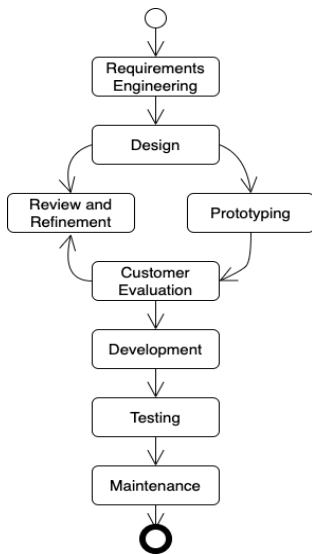 Requirements
Engineering
Design
Review and
Refinement
Prototyping
Customer
Evaluation
Development
Testing
Maintenance